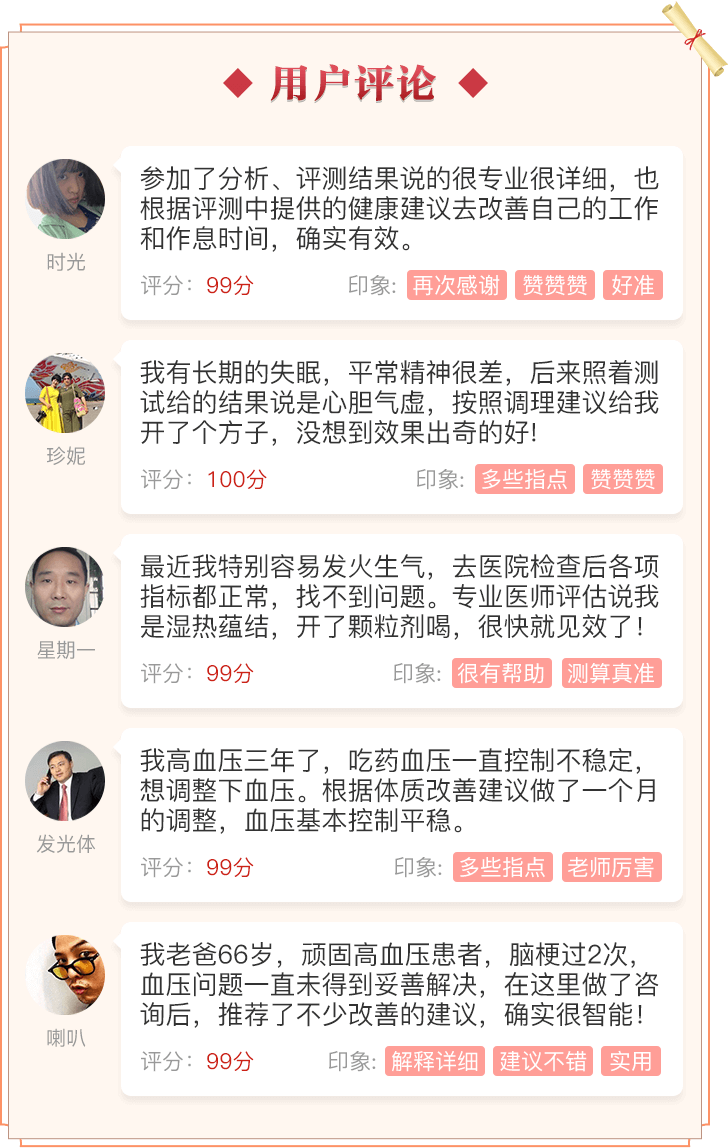 用户评论
参加了分析、评测结果说的很专业很详细，也
根据评测中提供的健康建议去改善自己的工作
和作息时间，确实有效。
时光
评分：99分 印象: 再次感谢 赞赞赞 好准
我有长期的失眠，平常精神很差，后来照着测
试给的结果说是心胆气虚，按照调理建议给我
开了个方子，没想到效果出奇的好!
珍妮
评分：100分 印象: 多些指点 赞赞赞
最近我特别容易发火生气，去医院检查后各项
指标都正常，找不到问题。专业医师评估说我
是湿热蕴结，开了颗粒剂喝，很快就见效了！
星期一
评分：99分 印象: 很有帮助 测算真准
我高血压三年了，吃药血压一直控制不稳定，
想调整下血压。根据体质改善建议做了一个月
的调整，血压基本控制平稳。
发光体
评分：99分 印象: 多些指点 老师厉害
我老爸66岁，顽固高血压患者，脑梗过2次，
血压问题一直未得到妥善解决，在这里做了咨
询后，推荐了不少改善的建议，确实很智能！
喇叭
评分：99分 印象: 解释详细 建议不错 实用